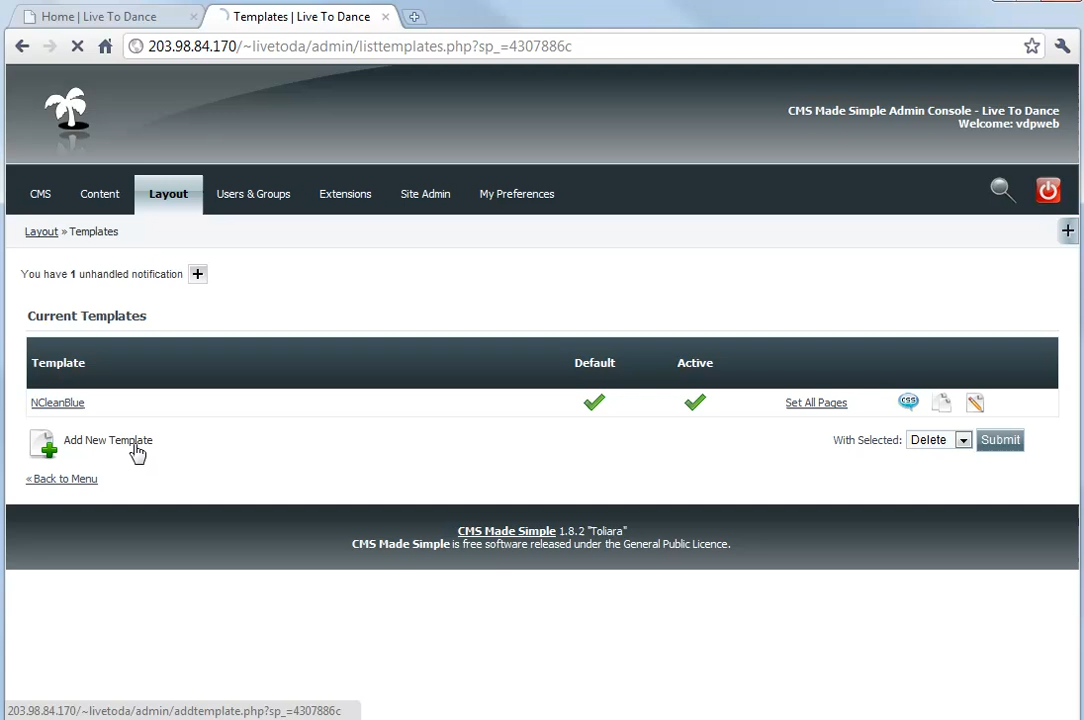 Home | Live To Dance
Templates | Live To Dance
203.98.84.170/~livetoda/admin/listtemplates.php?sp_=4307886c
CMS Made Simple Admin Console - Live To Dance
Welcome: vdpweb
CMS Content Layout Users & Groups Extensions Site Admin My Preferences
Layout » Templates
You have 1 unhandled notification
Current Templates
Template Default Active
NCleanBlue Set All Pages CSS
Add New Template With Selected: Delete Submit
« Back to Menu
CMS Made Simple 1.8.2 "Toliara"
CMS Made Simple is free software released under the General Public Licence.
203.98.84.170/~livetoda/admin/addtemplate.php?sp_=4307886c